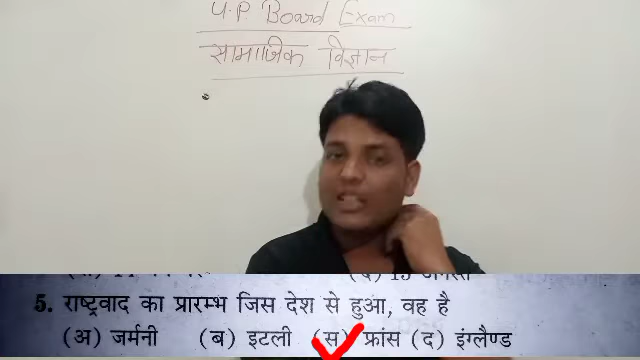 U.P. Board Exam
सामाजिक विज्ञान
5. राष्ट्रवाद का प्रारम्भ जिस देश से हुआ, वह है
(अ) जर्मनी (ब) इटली (स) फ्रांस (द) इंग्लैण्ड